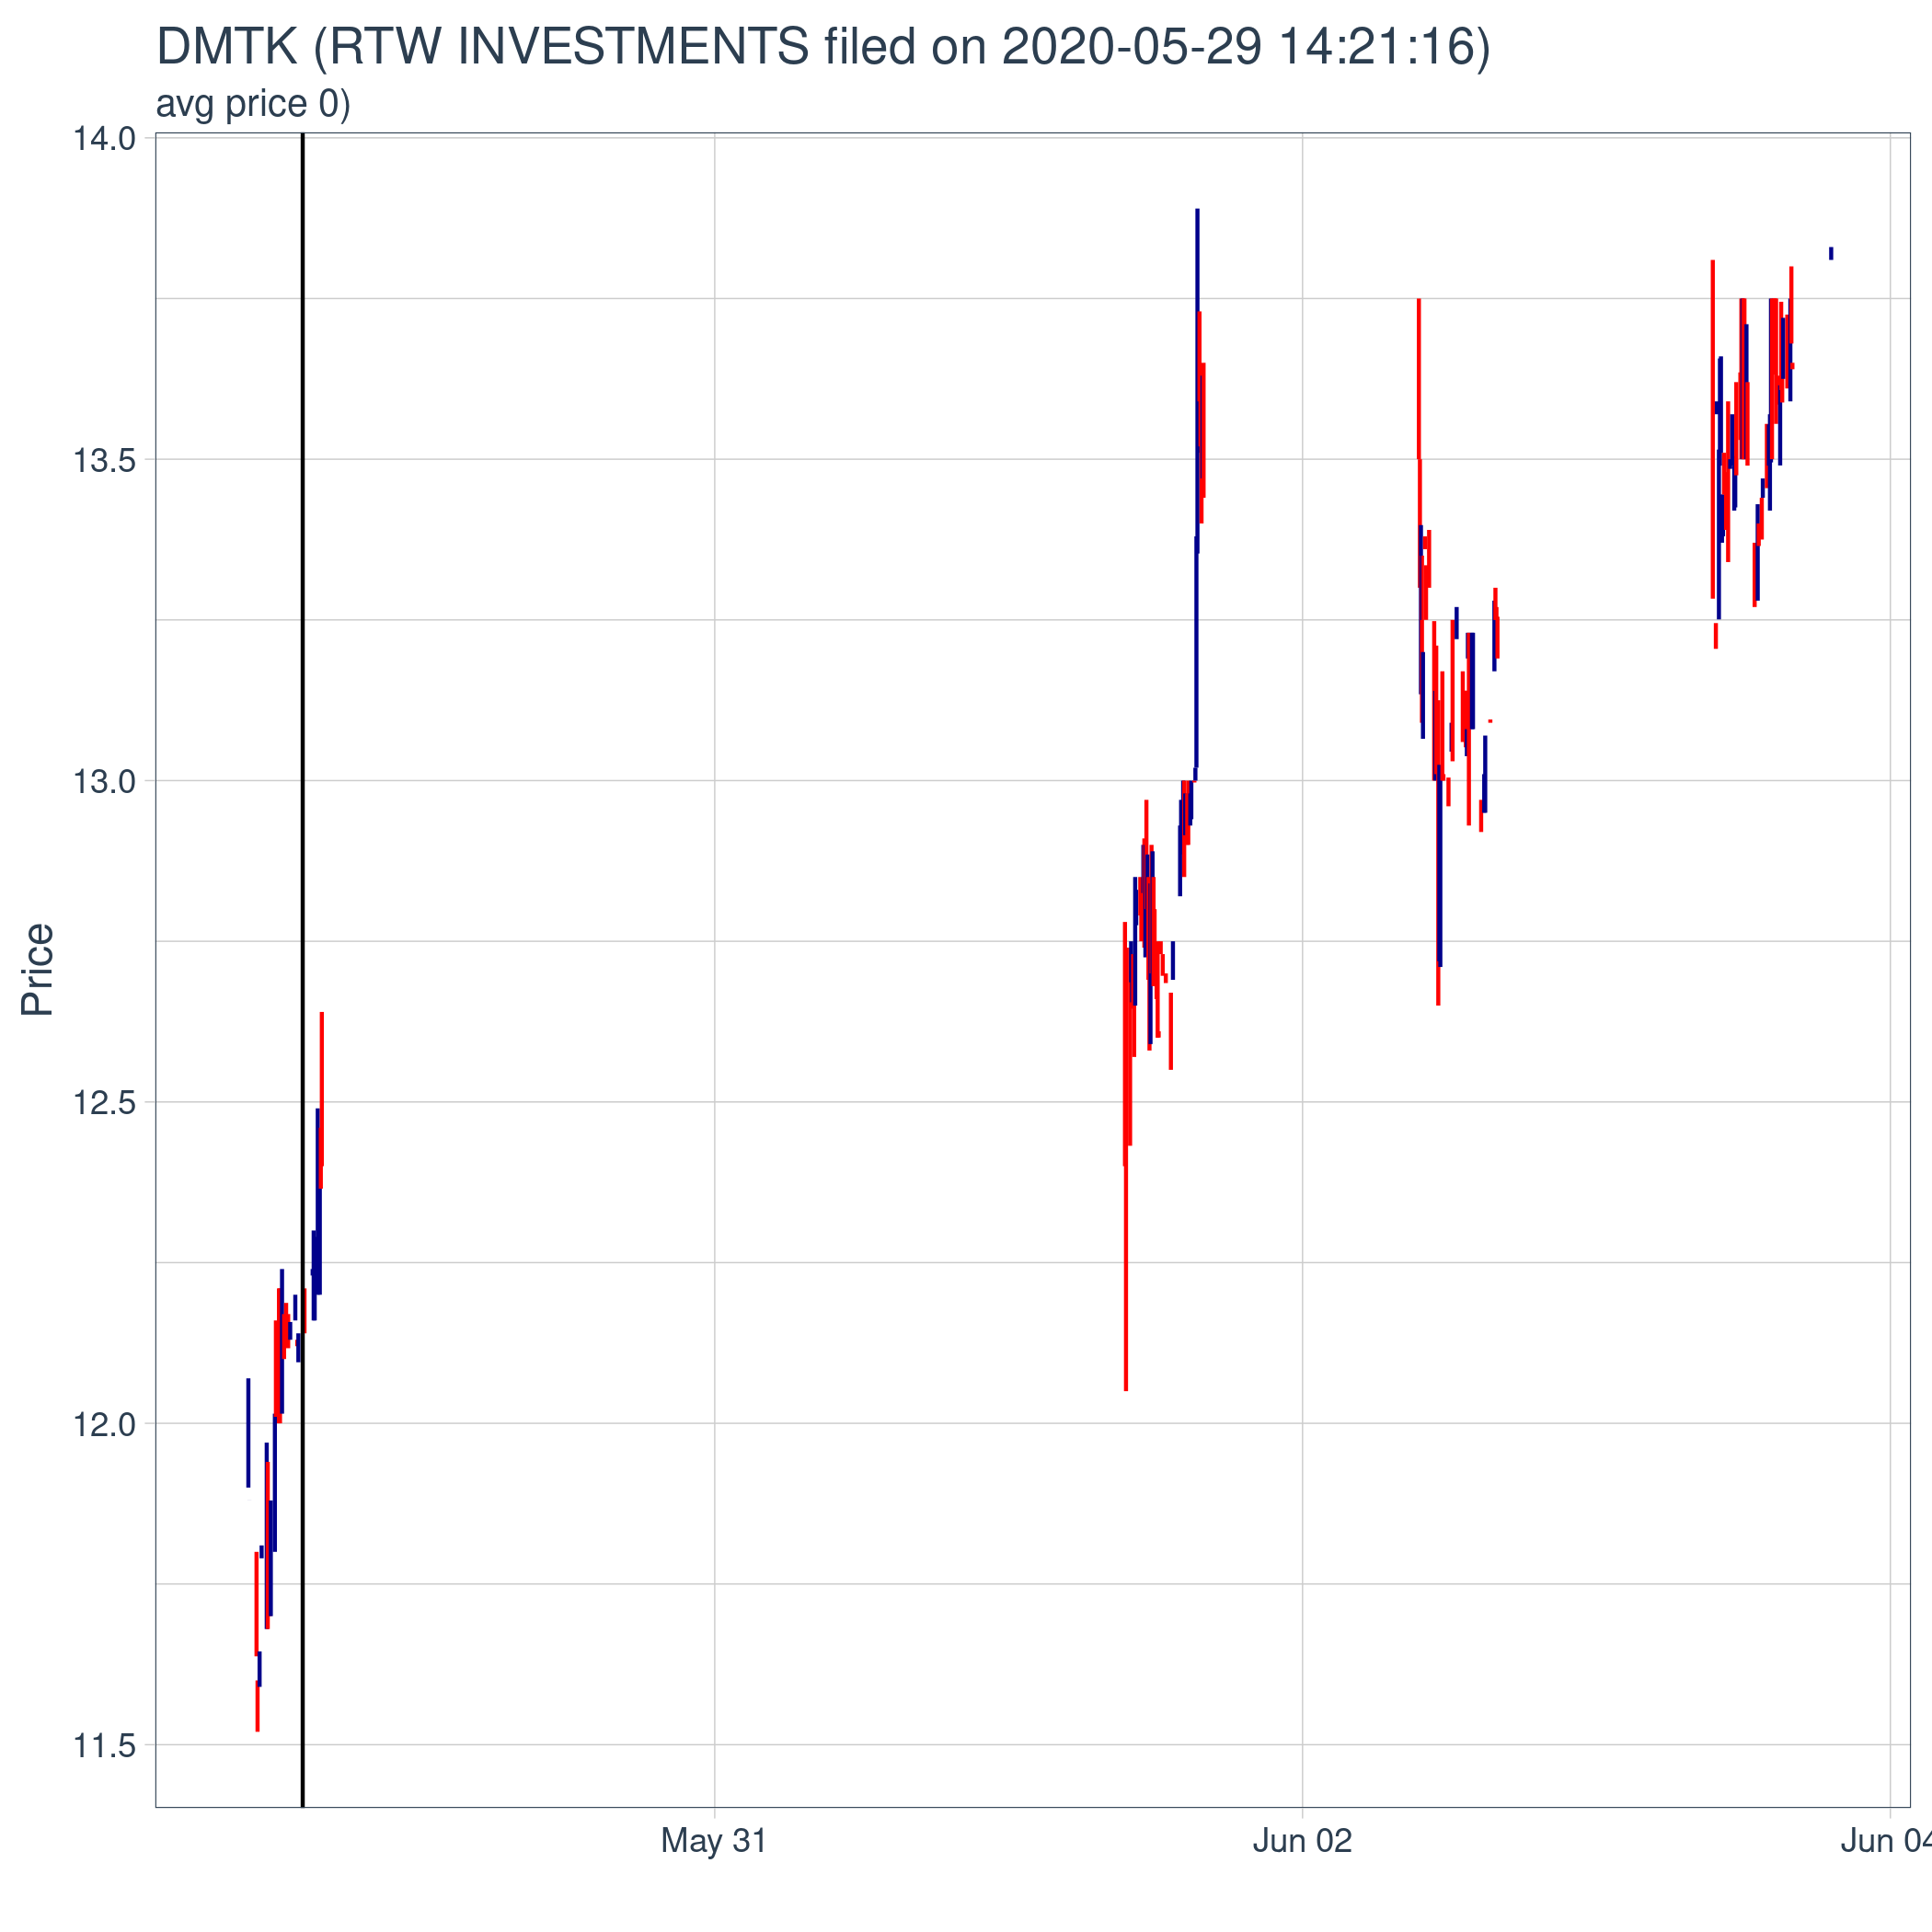 DMTK (RTW INVESTMENTS filed on 2020-05-29 14:21:16)
avg price 0)
14.0
13.5
13.0
12.5
12.0
11.5
Price
May 31
Jun 02
Jun 04